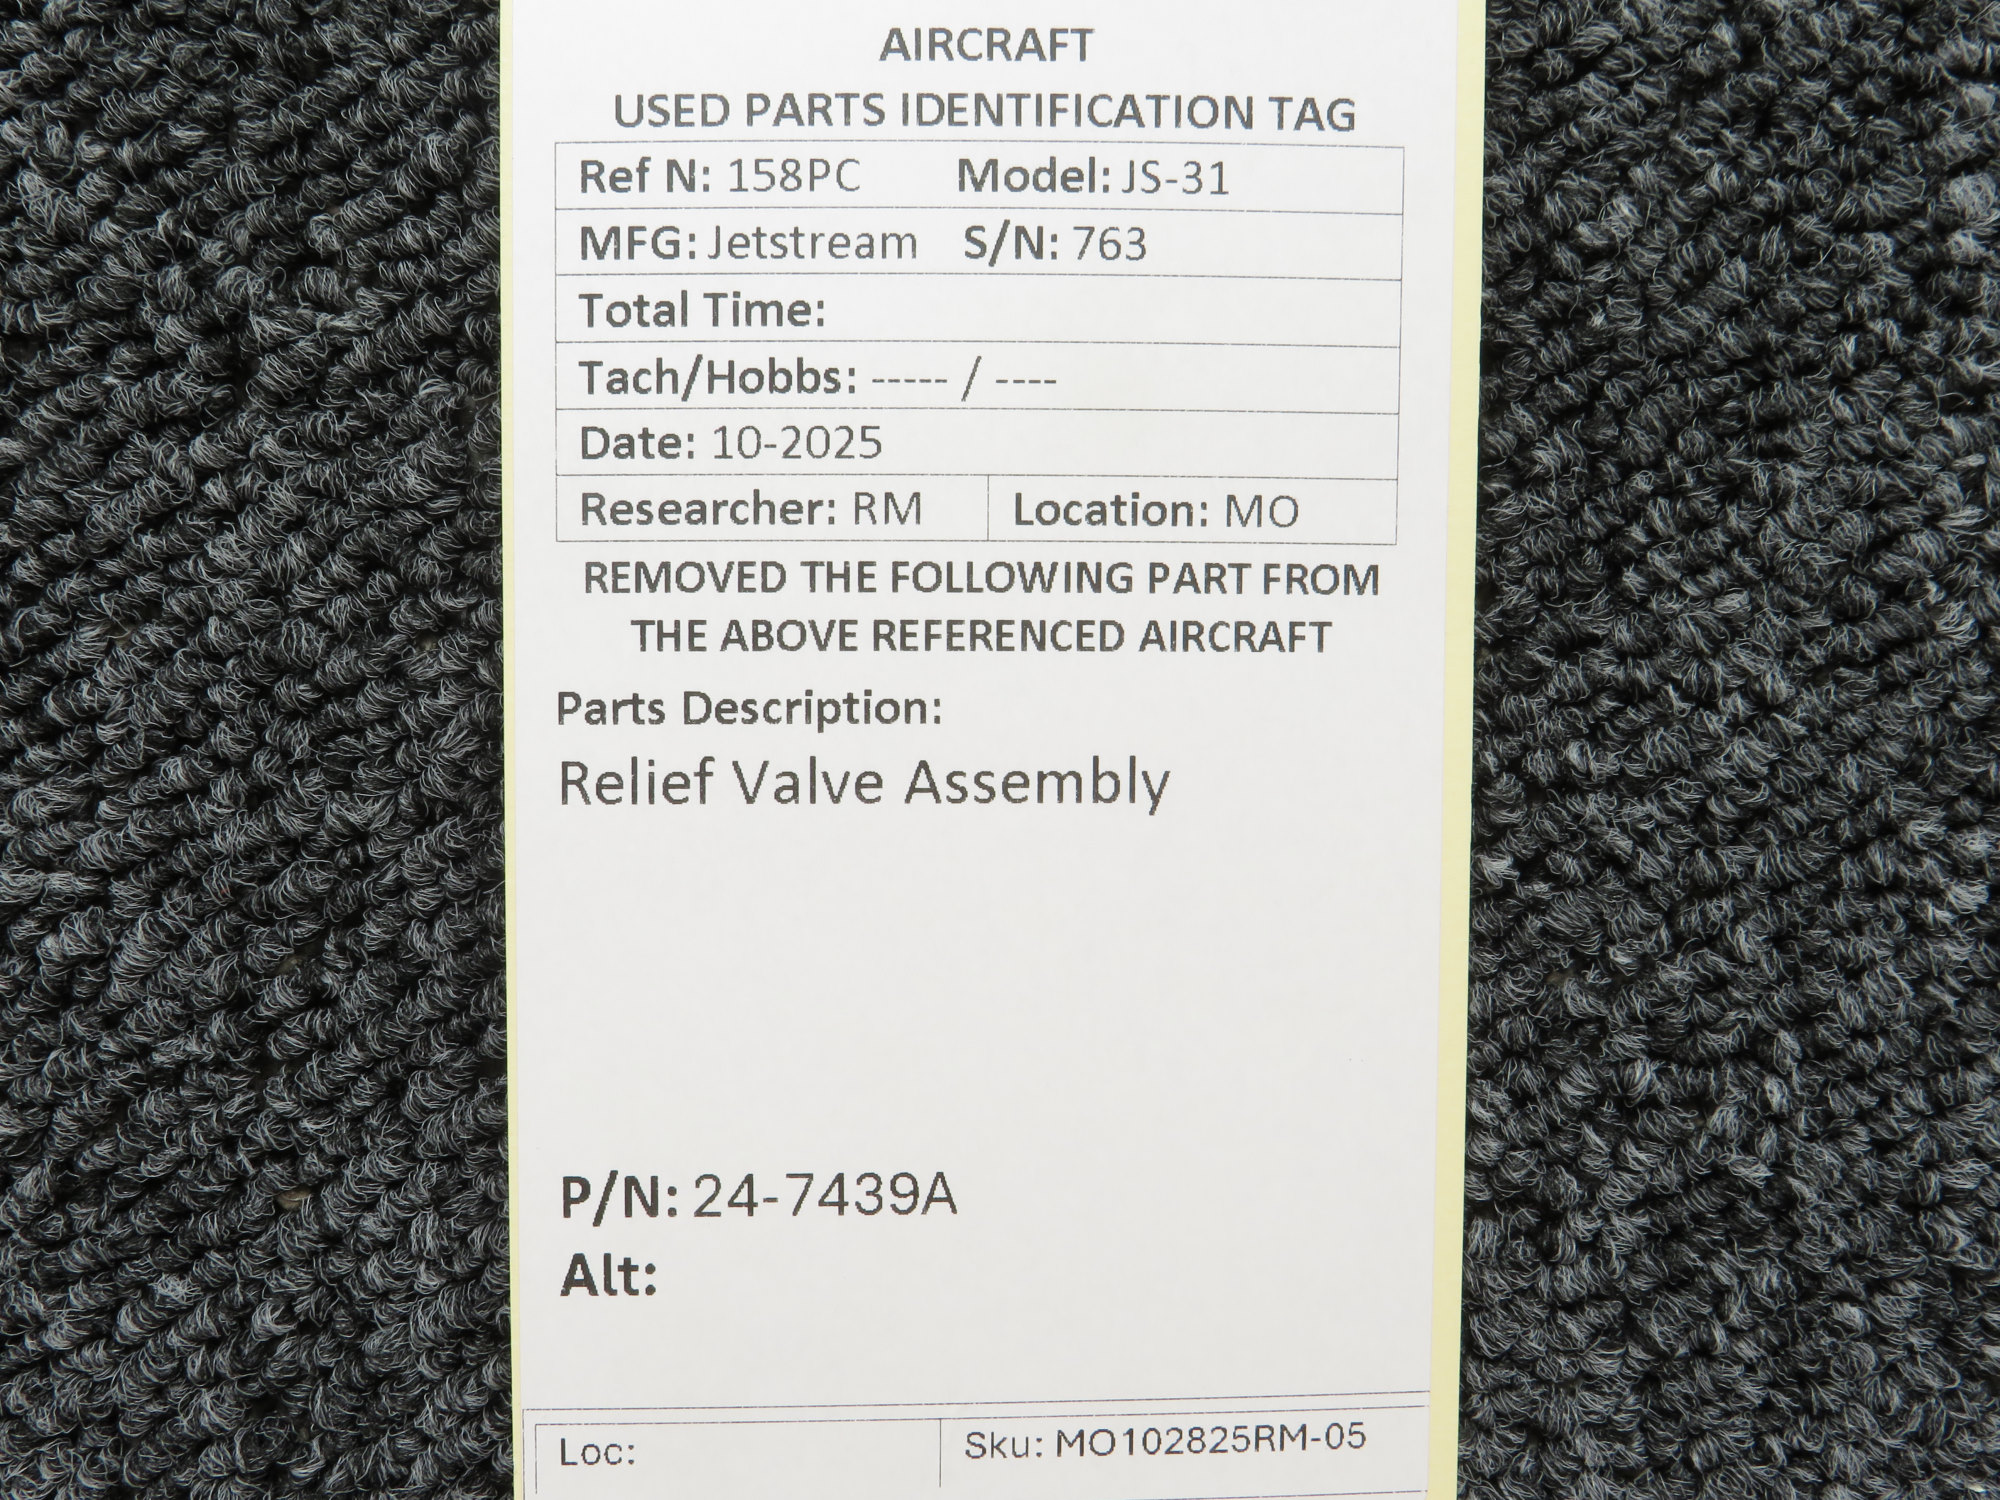 AIRCRAFT
USED PARTS IDENTIFICATION TAG
Ref N: 158PC Model: JS-31
MFG: Jetstream S/N: 763
Total Time:
Tach/Hobbs: ----- / ----
Date: 10-2025
Researcher: RM Location: MO
REMOVED THE FOLLOWING PART FROM
THE ABOVE REFERENCED AIRCRAFT
Parts Description:
Relief Valve Assembly
P/N: 24-7439A
Alt:
Loc: Sku: MO102825RM-05